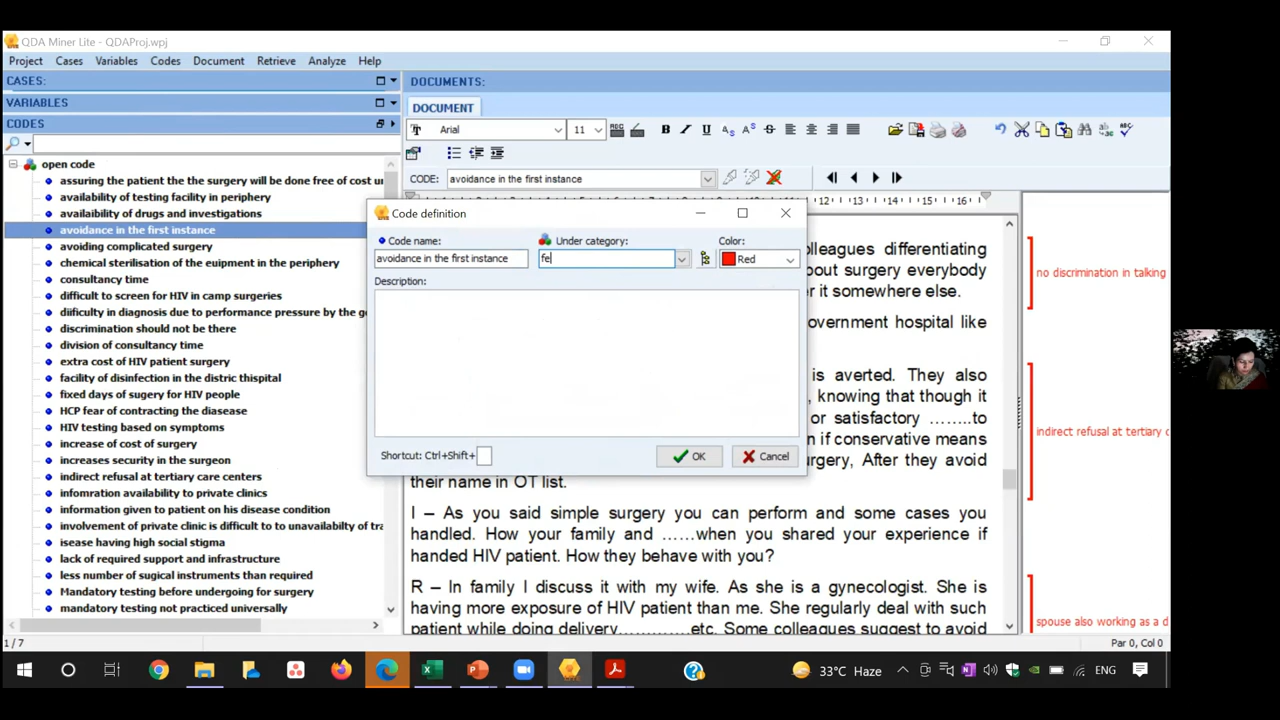 QDA Miner Lite - QDAProj.wpj
Project Cases Variables Codes Document Retrieve Analyze Help
CASES:
VARIABLES
CODES
open code
assuring the patient the the surgery will be done free of cost
availability of testing facility in periphery
availaibility of drugs and investigations
avoidance in the first instance
avoiding complicated surgery
chemical sterilisation of the euipment in the periphery
consultancy time
difficult to screen for HIV in camp surgeries
diifficulty in diagnosis due to performance pressure by the
discrimination should not be there
division of consultancy time
extra cost of HIV patient surgery
facility of disinfection in the distric thispital
fixed days of sugery for HIV people
HCP fear of contracting the diasease
HIV testing based on symptoms
increase of cost of surgery
increases security in the surgeon
indirect refusal at tertiary care centers
infomration availability to private clinics
information given to patient on his disease condition
involvement of private clinic is difficult to to unavailabilty of
isease having high social stigma
lack of required support and infrastructure
less number of sugical instruments than required
Mandatory testing before undergoing for surgery
mandatory testing not practiced universally
1 / 7
DOCUMENTS:
DOCUMENT
Arial 11 B I U
CODE: avoidance in the first instance
12 13 14 15 16
Code definition
Code name: Under category: Color:
avoidance in the first instance fe Red
Description:
Shortcut: Ctrl+Shift+ OK Cancel
colleagues differentiating
about surgery everybody
it somewhere else.
government hospital like
is averted. They also
, knowing that though it
or satisfactory ……..to
if conservative means
After they avoid
their name in OT list.
I – As you said simple surgery you can perform and some cases you
handled. How your family and ……when you shared your experience if
handed HIV patient. How they behave with you?
R – In family I discuss it with my wife. As she is a gynecologist. She is
having more exposure of HIV patient than me. She regularly deal with such
patient while doing delivery………….etc. Some colleagues suggest to avoid
no discrimination in talking
indirect refusal at tertiary c
spouse also working as a d
Par 0, Col 0
33°C Haze ENG